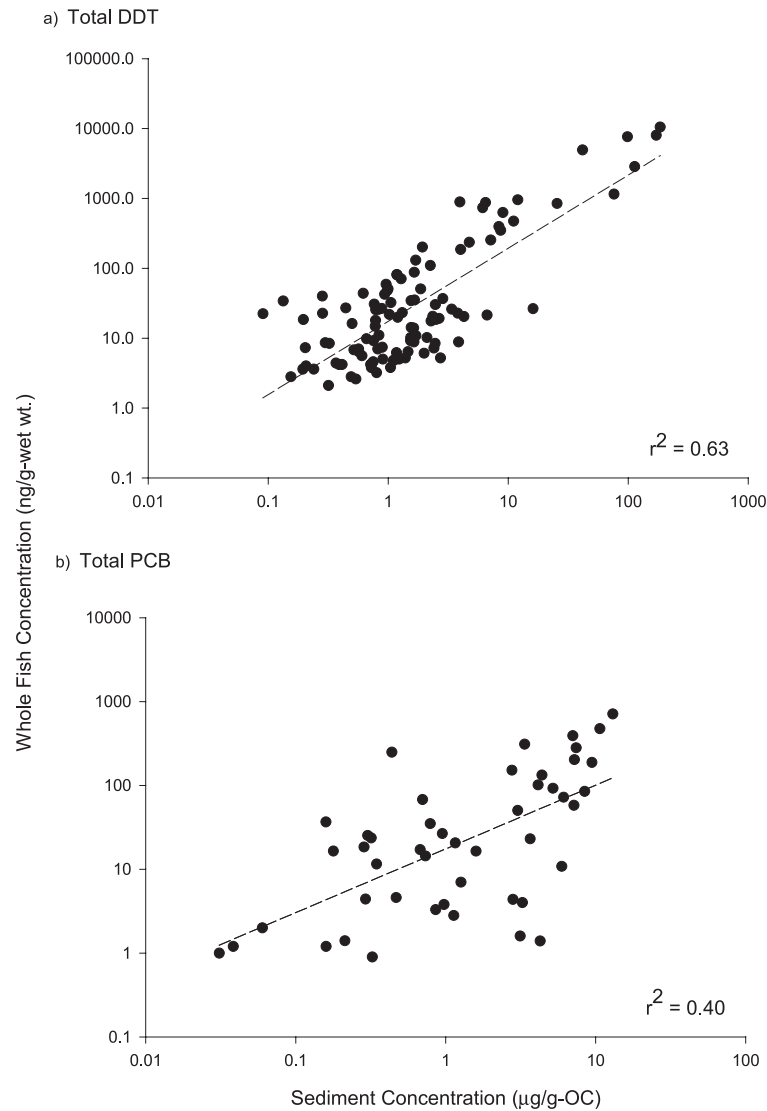 a) Total DDT
100000.0
10000.0
1000.0
100.0
10.0
1.0
0.1
r² = 0.63
0.01 0.1 1 10 100 1000
Whole Fish Concentration (ng/g-wet wt.)
b) Total PCB
10000
1000
100
10
1
0.1
r² = 0.40
0.01 0.1 1 10 100
Sediment Concentration (μg/g-OC)